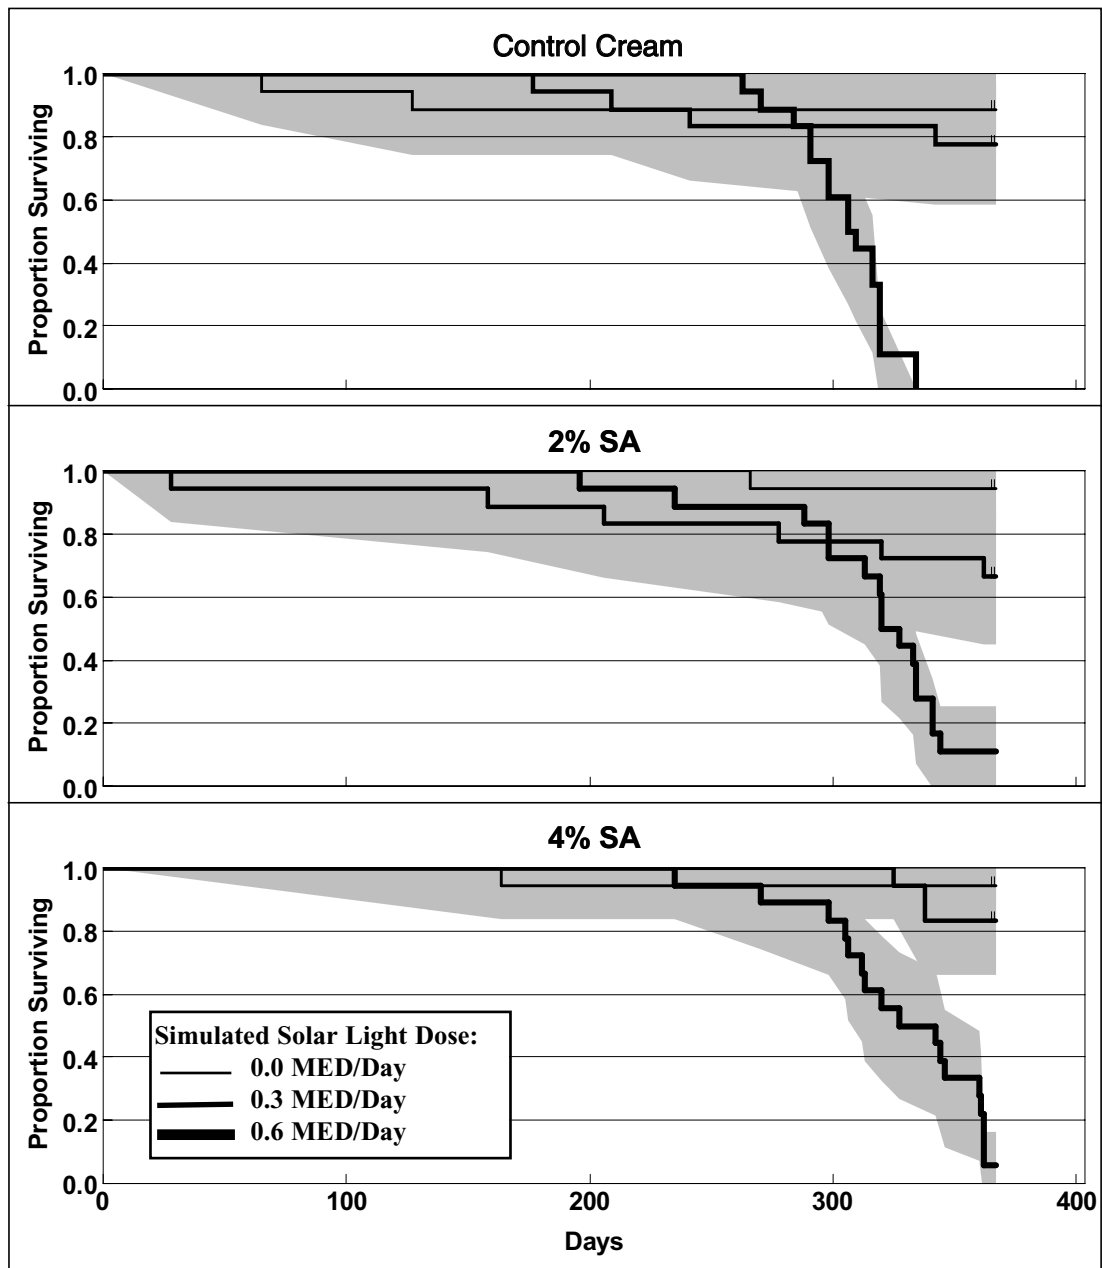 Control Cream
Proportion Surviving
1.0
0.8
0.6
0.4
0.2
0.0
2% SA
Proportion Surviving
1.0
0.8
0.6
0.4
0.2
0.0
4% SA
Proportion Surviving
1.0
0.8
0.6
0.4
0.2
0.0
Simulated Solar Light Dose:
0.0 MED/Day
0.3 MED/Day
0.6 MED/Day
0 100 200 300 400
Days